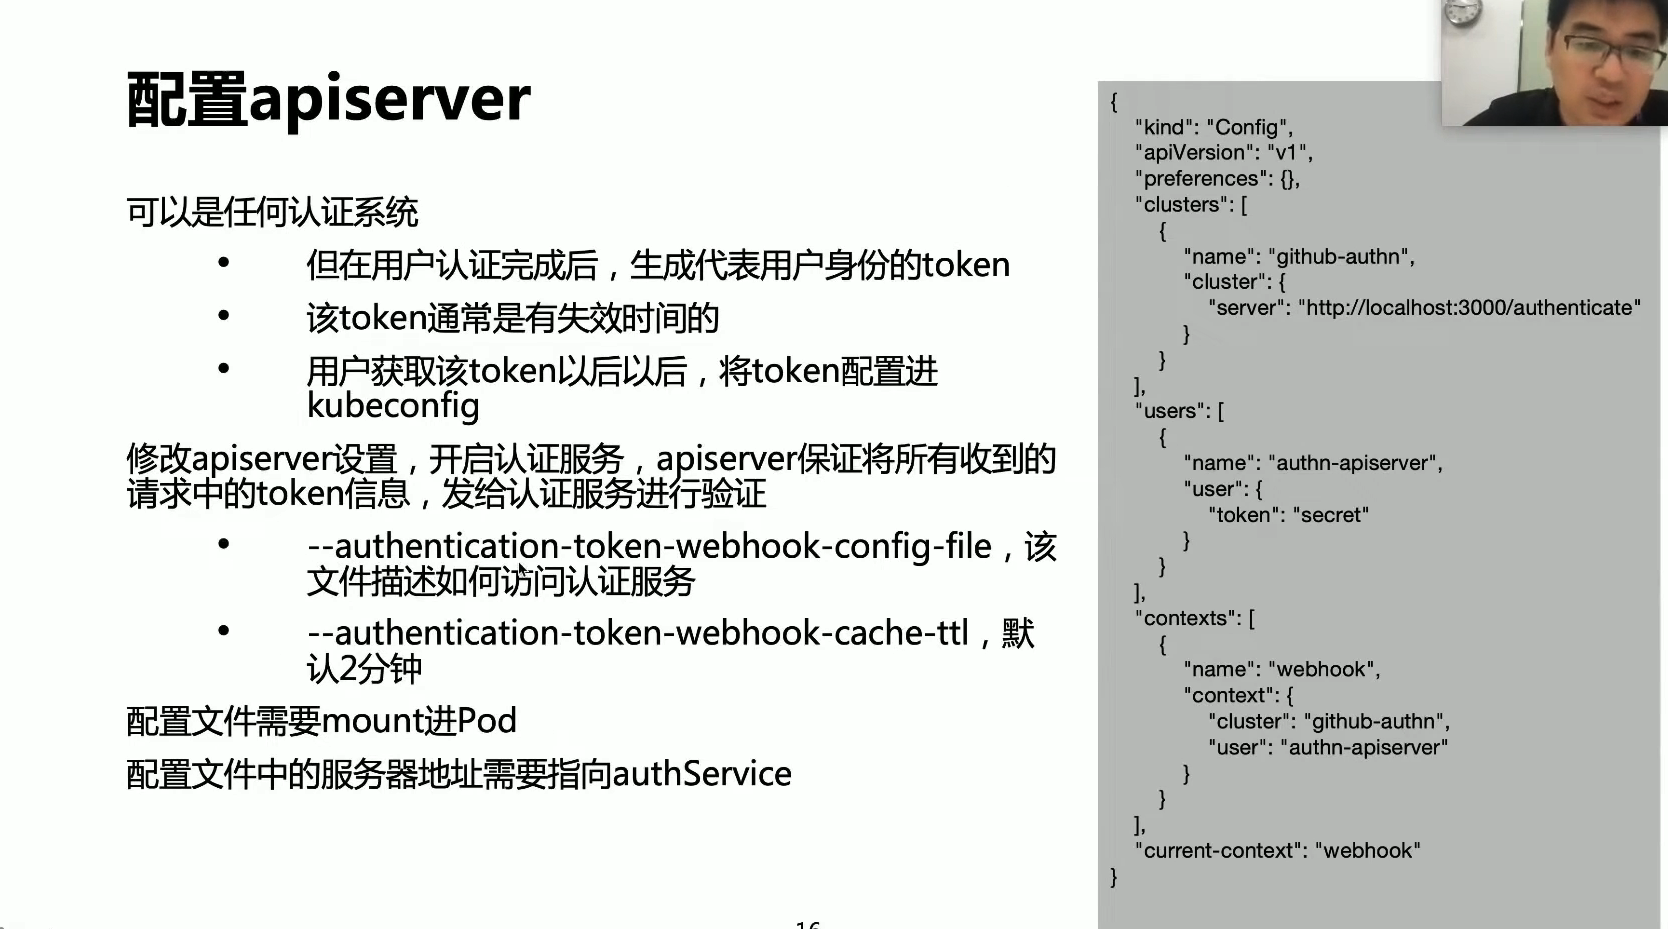 配置apiserver
可以是任何认证系统
• 但在用户认证完成后，生成代表用户身份的token
• 该token通常是有失效时间的
• 用户获取该token以后以后，将token配置进
kubeconfig
修改apiserver设置，开启认证服务，apiserver保证将所有收到的
请求中的token信息，发给认证服务进行验证
• --authentication-token-webhook-config-file，该
文件描述如何访问认证服务
• --authentication-token-webhook-cache-ttl，默
认2分钟
配置文件需要mount进Pod
配置文件中的服务器地址需要指向authService
{
"kind": "Config",
"apiVersion": "v1",
"preferences": {},
"clusters": [
{
"name": "github-authn",
"cluster": {
"server": "http://localhost:3000/authenticate"
}
}
],
"users": [
{
"name": "authn-apiserver",
"user": {
"token": "secret"
}
}
],
"contexts": [
{
"name": "webhook",
"context": {
"cluster": "github-authn",
"user": "authn-apiserver"
}
}
],
"current-context": "webhook"
}
16